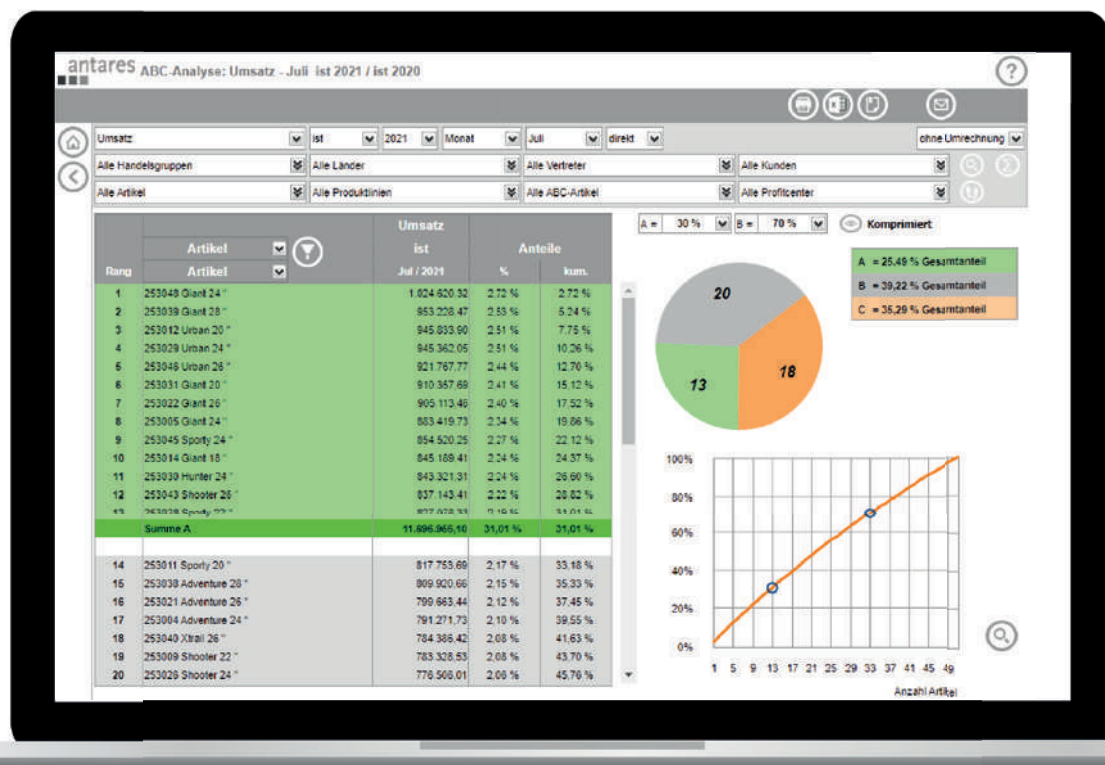 antares ABC-Analyse: Umsatz - Juli ist 2021 / ist 2020
?
Umsatz ist 2021 Monat Juli direkt ohne Umrechnung
Alle Handelsgruppen Alle Länder Alle Vertreter Alle Kunden
Alle Artikel Alle Produktlinien Alle ABC-Artikel Alle Profitcenter
A = 30 % B = 70 % Komprimiert
Umsatz
Artikel ist Anteile
Rang Artikel Jul / 2021 % kum.
1 253048 Giant 24 " 1.024.620,32 2,72 % 2,72 %
2 253039 Giant 28 " 953.228,47 2,53 % 5,24 %
3 253012 Urban 20 " 945.833,90 2,51 % 7,75 %
4 253029 Urban 24 " 945.362,05 2,51 % 10,26 %
5 253046 Urban 26 " 921.767,77 2,44 % 12,70 %
6 253031 Giant 20 " 910.357,69 2,41 % 15,12 %
7 253022 Giant 26 " 905.113,46 2,40 % 17,52 %
8 253005 Giant 24 " 883.419,73 2,34 % 19,86 %
9 253045 Sporty 24 " 854.520,25 2,27 % 22,12 %
10 253014 Giant 18 " 845.189,41 2,24 % 24,37 %
11 253030 Hunter 24 " 843.321,31 2,24 % 26,60 %
12 253043 Shooter 26 " 837.143,41 2,22 % 28,82 %
13 253028 Sporty 22 " 827.078,33 2,19 % 31,01 %
Summe A 11.696.956,10 31,01 % 31,01 %
14 253011 Sporty 20 " 817.753,69 2,17 % 33,18 %
15 253038 Adventure 28 " 809.920,66 2,15 % 35,33 %
16 253021 Adventure 26 " 799.663,44 2,12 % 37,45 %
17 253004 Adventure 24 " 791.271,73 2,10 % 39,55 %
18 253040 Xtrail 26 " 784.386,42 2,08 % 41,63 %
19 253009 Shooter 22 " 783.328,53 2,08 % 43,70 %
20 253026 Shooter 24 " 776.506,01 2,06 % 45,76 %
A = 25,49 % Gesamtanteil
B = 39,22 % Gesamtanteil
C = 35,29 % Gesamtanteil
20
13
18
100%
80%
60%
40%
20%
0%
1 5 9 13 17 21 25 29 33 37 41 45 49
Anzahl Artikel